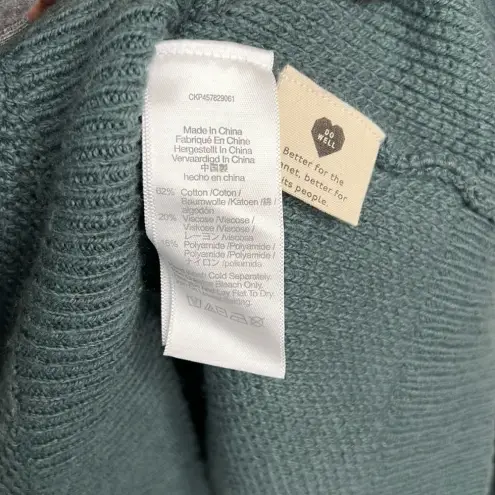 CKP457829061
Made in China
Fabriqué En Chine
Hergestellt In China
Vervaardigd In China
中国製
hecho en china
62% Cotton /Coton /
Baumwolle /Katoen /綿 /
algodón
20% Viscose /Viscose /
Viskose /Viscose /
レーヨン /viscosa
18% Polyamide /Polyamide /
Polyamid /Polyamide /
ナイロン /poliamida
Cold Separately.
Bleach Only.
Lay Flat To Dry
DO
WELL
Better for the
planet, better for
its people.